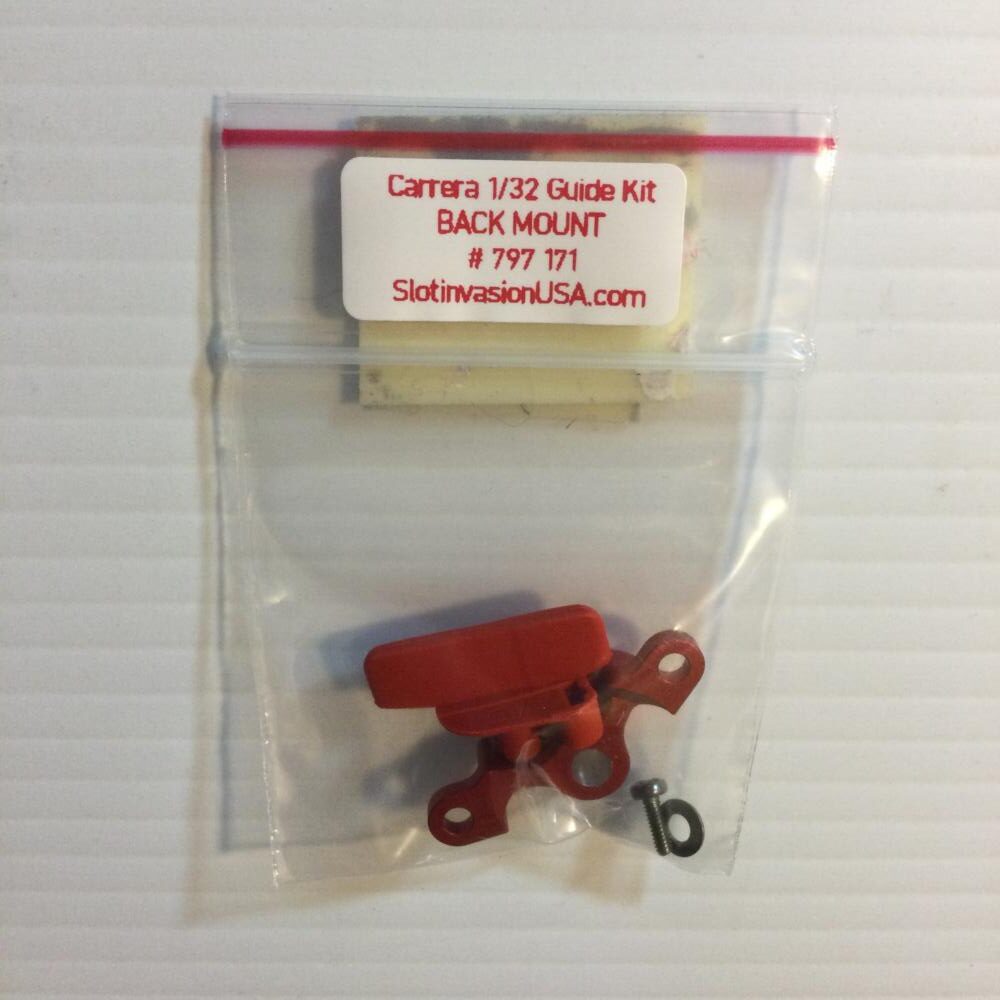 Carrera 1/32 Guide Kit
BACK MOUNT
# 797 171
SlotinvasionUSA.com